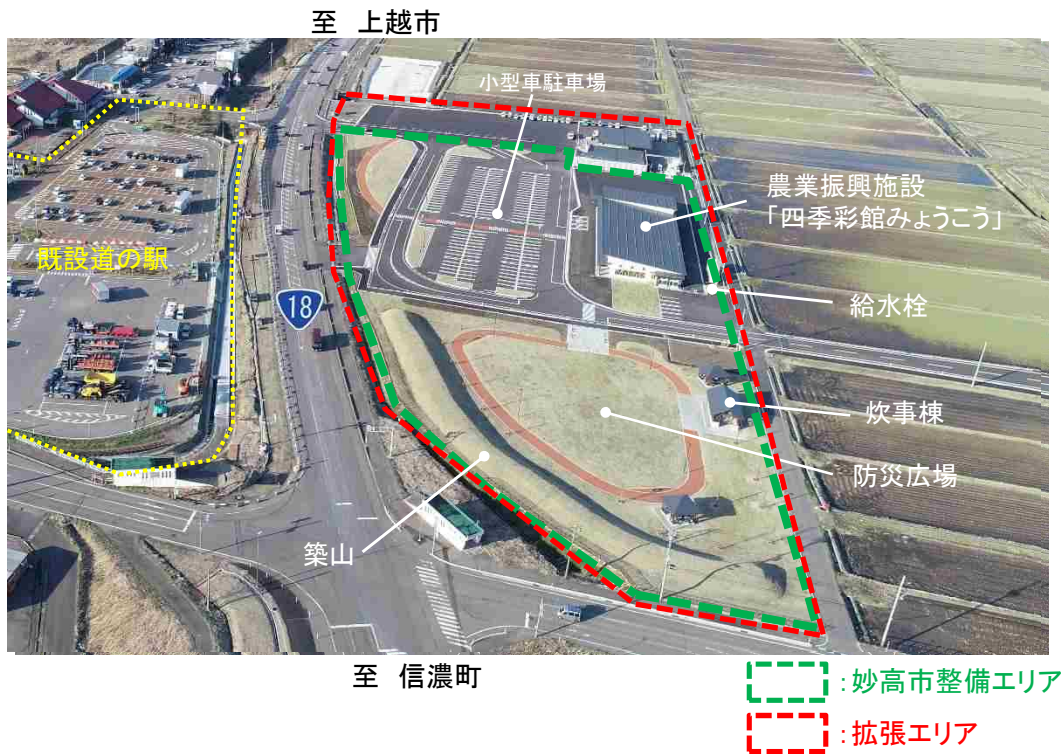 至 上越市
小型車駐車場
農業振興施設
「四季彩館みょうこう」
既設道の駅
給水栓
18
炊事棟
防災広場
築山
至 信濃町
:妙高市整備エリア
:拡張エリア